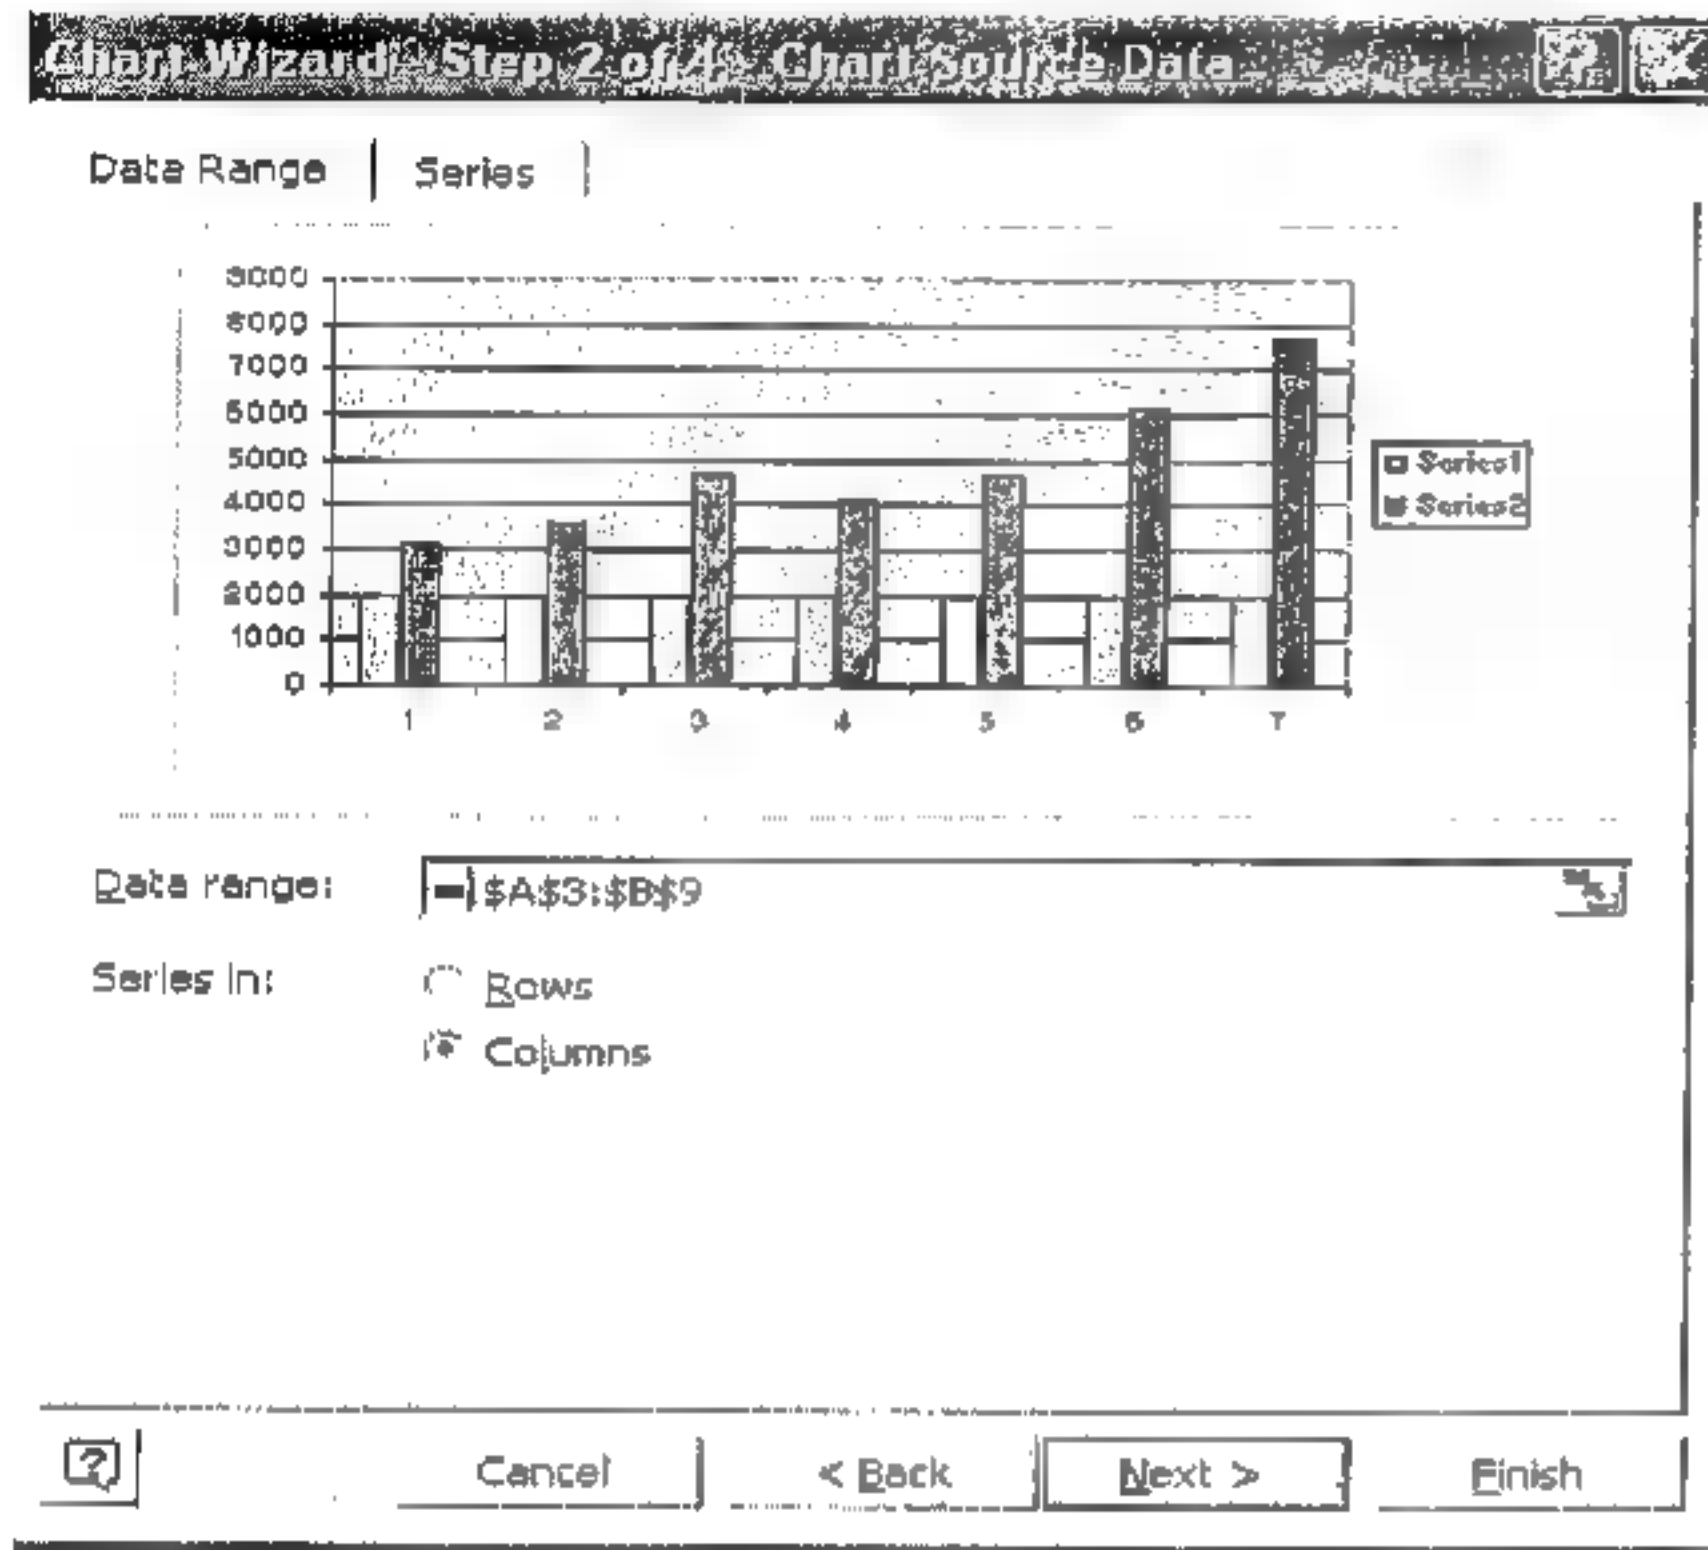 Chart Wizard - Step 2 of 4 - Chart Source Data
Data Range Series
9000
8000
7000
6000
5000
4000
3000
2000
1000
0
1 2 3 4 5 6 7
Series1
Series2
Data range: $A$3:$B$9
Series in: Rows
Columns
Cancel < Back Next > Finish